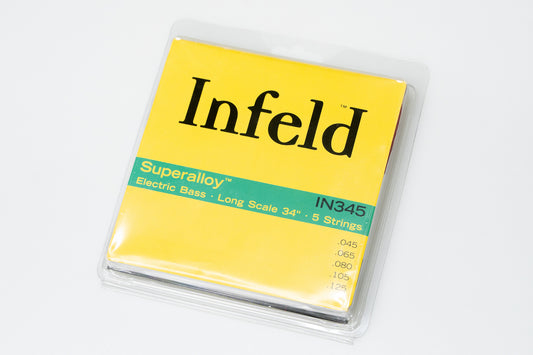 Infeld™
Superalloy™
IN345
Electric Bass · Long Scale 34" · 5 Strings
.045
.065
.080
.105
.125